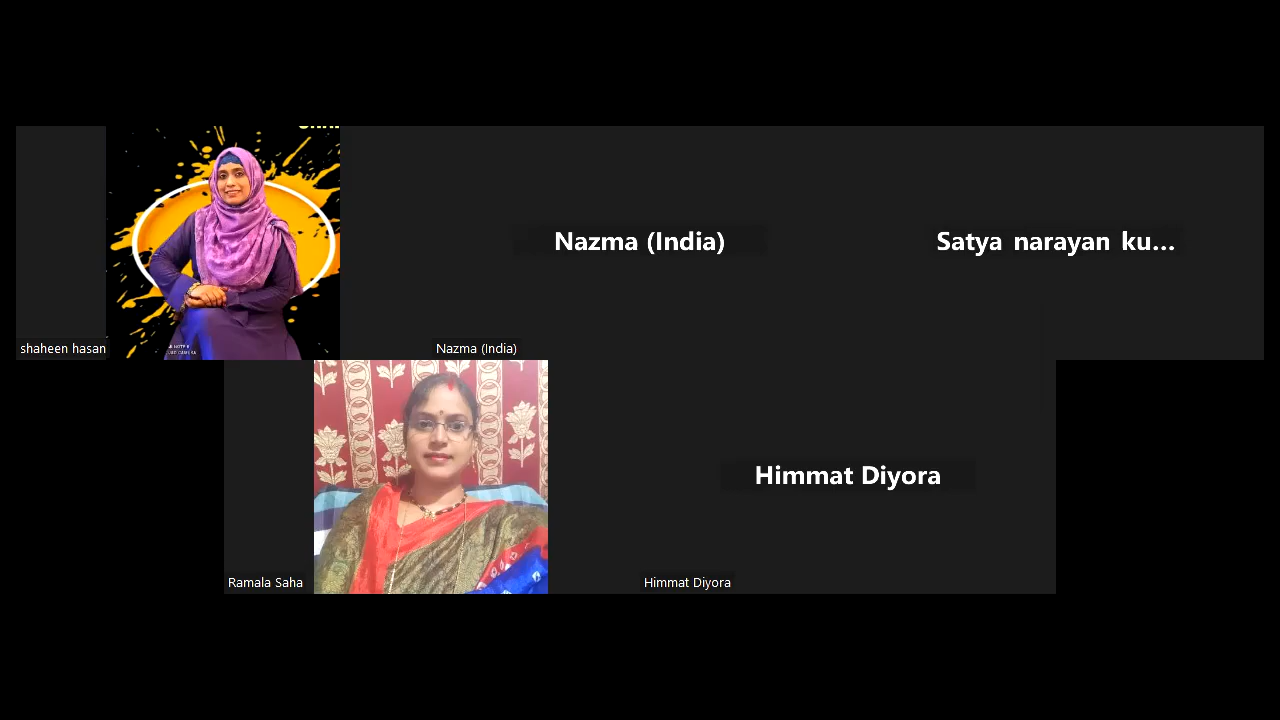 Nazma (India)
Satya narayan ku...
shaheen hasan
Nazma (India)
Himmat Diyora
Ramala Saha
Himmat Diyora